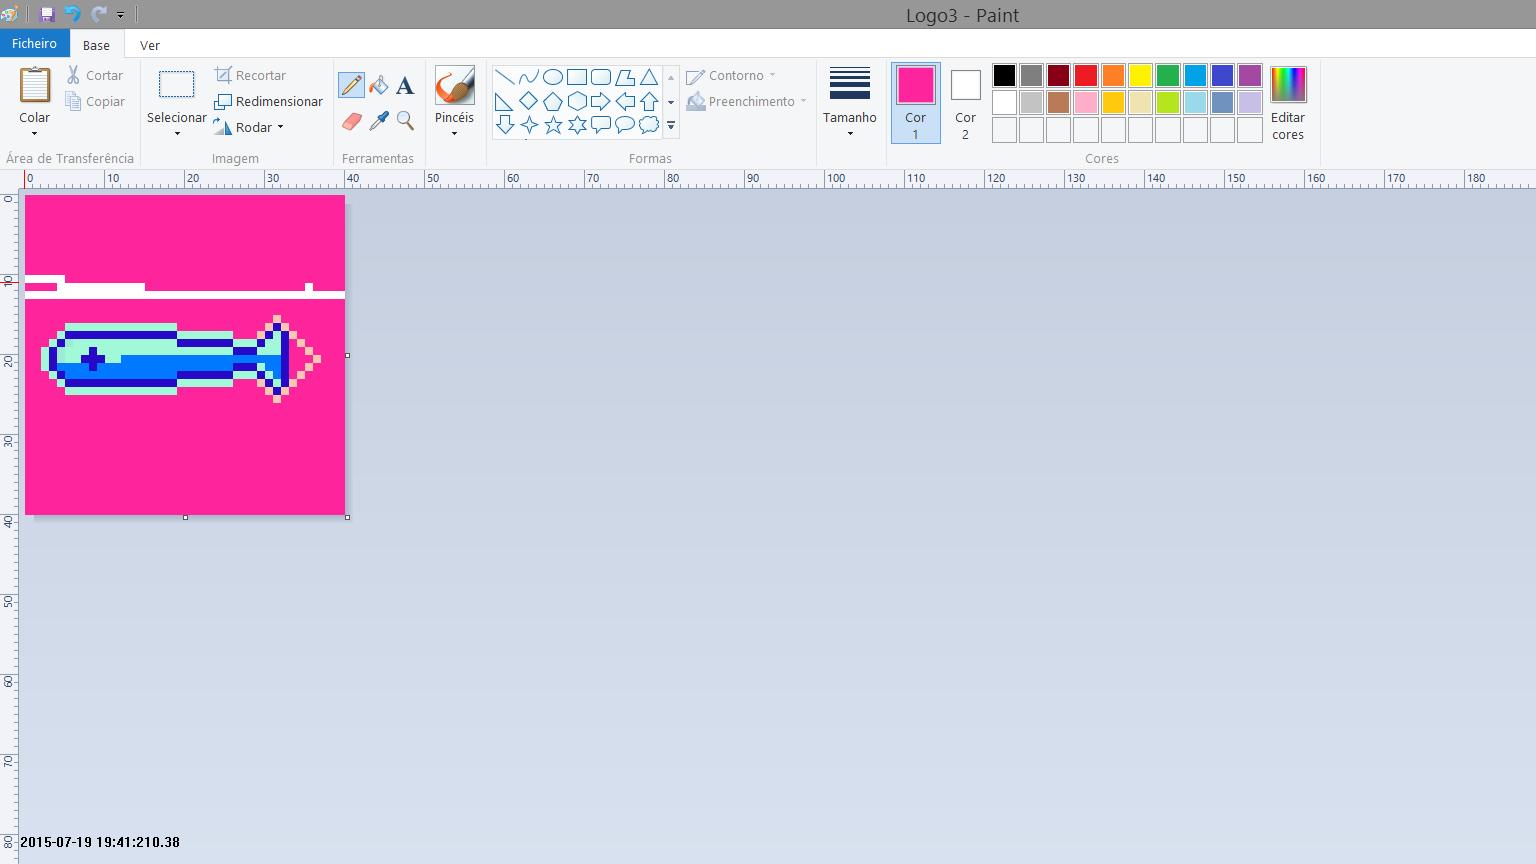 Logo3 - Paint
Ficheiro Base Ver
Colar
Cortar
Copiar
Área de Transferência
Selecionar
Recortar
Redimensionar
Rodar
Imagem
A
Ferramentas
Pincéis
Contorno
Preenchimento
Formas
Tamanho
Cor
1
Cor
2
Editar
cores
Cores
0 10 20 30 40 50 60 70 80 90 100 110 120 130 140 150 160 170 180
0
10
20
30
40
50
60
70
80
2015-07-19 19:41:210.38